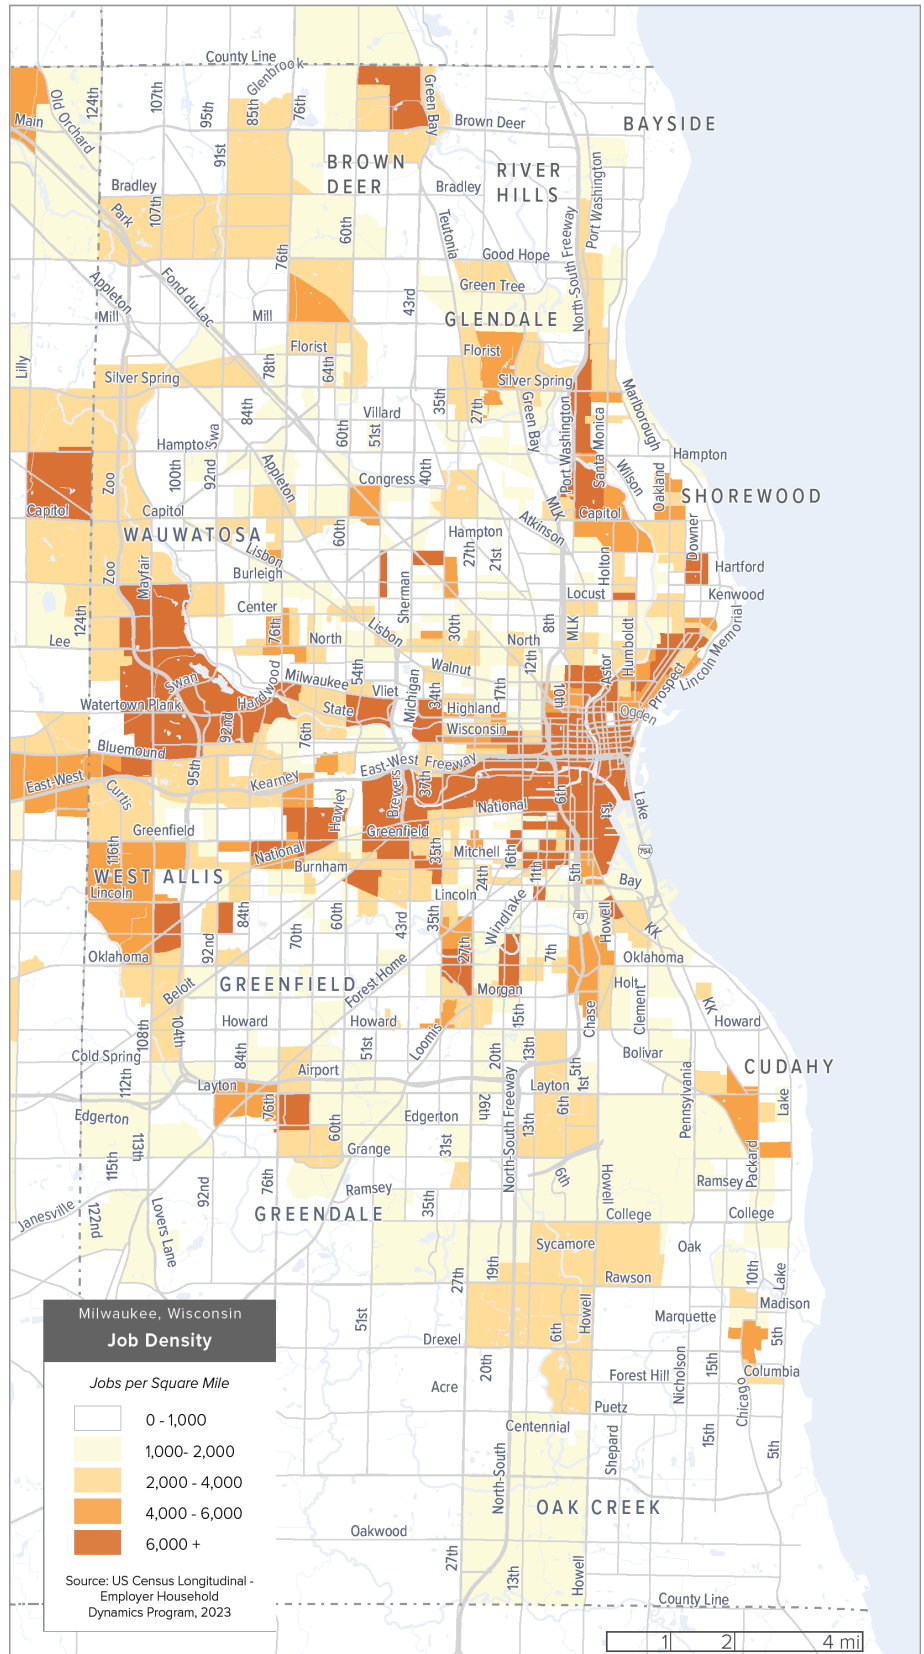 County Line
Glenbrook
Old Orchard
124th
107th
95th
85th
76th
Green Bay
Main
Brown Deer
BAYSIDE
91st
BROWN
DEER
RIVER
HILLS
Port Washington
Bradley
Bradley
Park
107th
60th
Teutonia
North-South Freeway
76th
Good Hope
Appleton
Fond du Lac
Green Tree
43rd
Mill
Mill
GLENDALE
Lilly
Florist
Florist
78th
64th
Silver Spring
Silver Spring
Marlborough
84th
Villard
35th
27th
Green Bay
Port Washington
Santa Monica
Hampton
Swa
60th
51st
Hampton
Zoo
100th
92nd
Appleton
Congress
40th
Wilson
Oakland
SHOREWOOD
Capitol
Capitol
MLK
Capitol
Atkinson
WAUWATOSA
60th
Hampton
Downer
Lisbon
27th
21st
Holton
Zoo
Mayfair
Burleigh
Sherman
Hartford
Locust
Kenwood
124th
Center
76th
Lee
North
Lisbon
30th
North
8th
MLK
Humboldt
Lincoln Memorial
12th
Swan
Hardwood
Milwaukee
54th
Walnut
Astor
Prospect
Watertown Plank
Vliet
Michigan
34th
17th
10th
92nd
State
Highland
Ogden
76th
Wisconsin
Bluemound
East-West Freeway
East-West
95th
Kearney
Curtis
Hawley
Brewers
37th
National
6th
1st
Lake
Greenfield
Greenfield
116th
National
35th
Mitchell
16th
794
Burnham
WEST ALLIS
24th
11th
5th
Bay
Lincoln
Lincoln
84th
60th
43rd
35th
Windlake
43
Howell
KK
92nd
70th
27th
7th
Oklahoma
Oklahoma
Beloit
GREENFIELD
Forest Home
Morgan
Holt
Clement
KK
108th
104th
Howard
Howard
15th
Chase
Howard
Loomis
Cold Spring
84th
51st
20th
13th
Bolivar
CUDAHY
Airport
112th
Layton
Layton
5th
1st
Pennsylvania
Lake
76th
26th
6th
Edgerton
60th
Edgerton
13th
113th
31st
North-South Freeway
Grange
115th
92nd
76th
Ramsey
6th
Howell
Ramsey
Packard
Janesville
122nd
Lovers Lane
GREENDALE
35th
College
College
Sycamore
Oak
19th
27th
Rawson
10th
Lake
Madison
51st
Howell
Marquette
Drexel
6th
5th
20th
Nicholson
15th
Columbia
Acre
Forest Hill
Puetz
Chicago
Centennial
Shepard
15th
5th
North-South
OAK CREEK
Oakwood
27th
13th
Howell
County Line
Milwaukee, Wisconsin
Job Density
Jobs per Square Mile
0 - 1,000
1,000- 2,000
2,000 - 4,000
4,000 - 6,000
6,000 +
Source: US Census Longitudinal -
Employer Household
Dynamics Program, 2023
1
2
4 mi